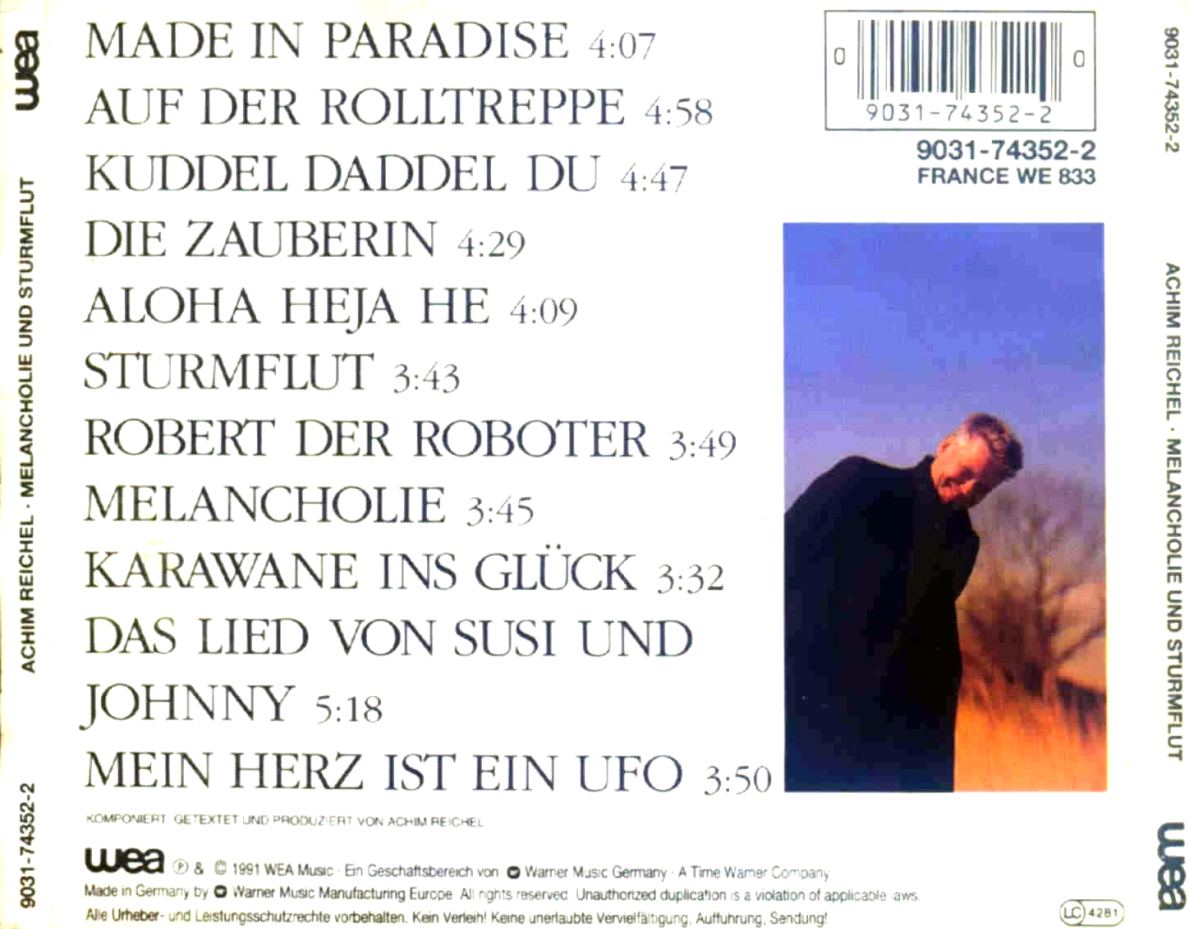 MADE IN PARADISE 4:07
AUF DER ROLLTREPPE 4:58
KUDDEL DADDEL DU 4:47
DIE ZAUBERIN 4:29
ALOHA HEJA HE 4:09
STURMFLUT 3:43
ROBERT DER ROBOTER 3:49
MELANCHOLIE 3:45
KARAWANE INS GLÜCK 3:32
DAS LIED VON SUSI UND
JOHNNY 5:18
MEIN HERZ IST EIN UFO 3:50
KOMPONIERT GETEXTET UND PRODUZIERT VON ACHIM REICHEL
wea Ⓟ & © 1991 WEA Music · Ein Geschäftsbereich von Warner Music Germany · A Time Warner Company
Made in Germany by Warner Music Manufacturing Europe. All rights reserved. Unauthorized duplication is a violation of applicable laws.
Alle Urheber- und Leistungsschutzrechte vorbehalten. Kein Verleih! Keine unerlaubte Vervielfältigung, Aufführung, Sendung!
0 0
9031-74352-2
9031-74352-2
FRANCE WE 833
LC 4281
wea
ACHIM REICHEL · MELANCHOLIE UND STURMFLUT
9031-74352-2
9031-74352-2
ACHIM REICHEL · MELANCHOLIE UND STURMFLUT
wea